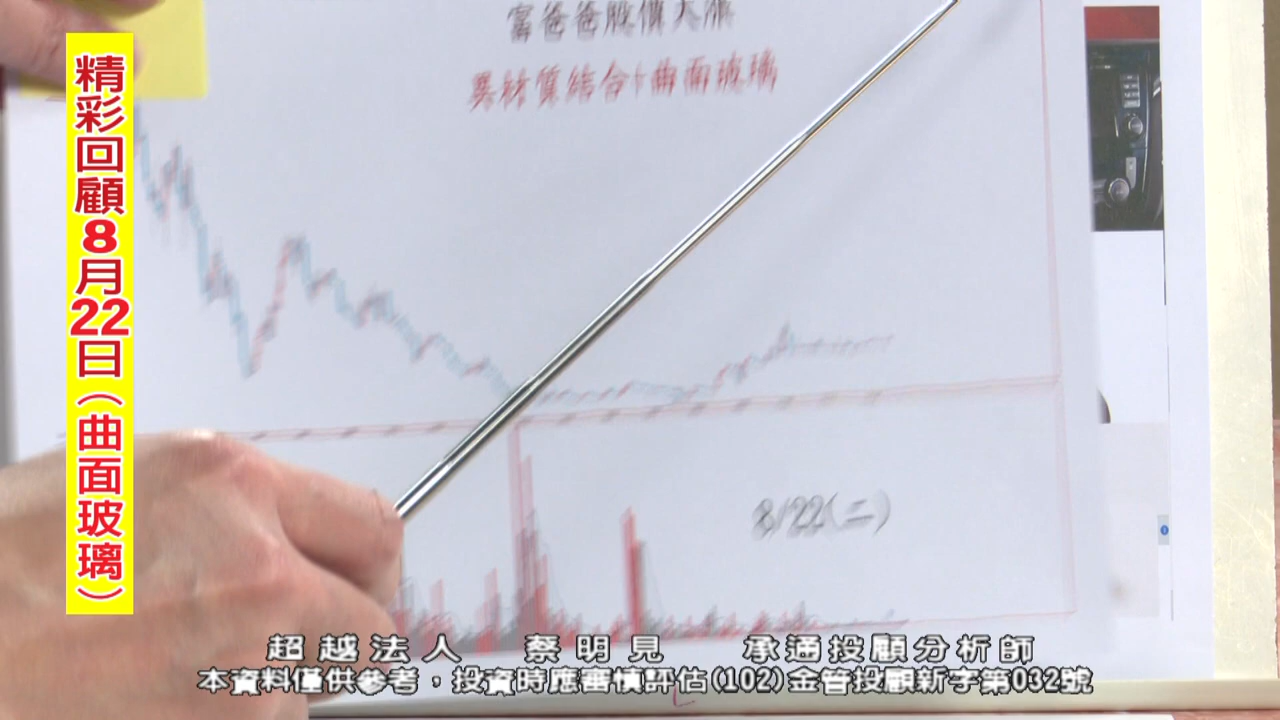 富爸爸股價大漲
異材質結合+曲面玻璃
精彩回顧8月22日(曲面玻璃)
8/22(二)
超越法人 蔡明見 承通投顧分析師
本資料僅供參考，投資時應審慎評估(102)金管投顧新字第032號